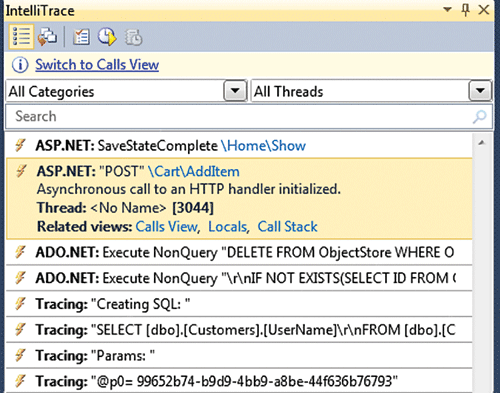 IntelliTrace
Switch to Calls View
All Categories All Threads
Search
ASP.NET: SaveStateComplete \Home\Show
ASP.NET: "POST" \Cart\AddItem
Asynchronous call to an HTTP handler initialized.
Thread: <No Name> [3044]
Related views: Calls View, Locals, Call Stack
ADO.NET: Execute NonQuery "DELETE FROM ObjectStore WHERE O
ADO.NET: Execute NonQuery "\r\nIF NOT EXISTS(SELECT ID FROM
Tracing: "Creating SQL: "
Tracing: "SELECT [dbo].[Customers].[UserName]\r\nFROM [dbo].[C
Tracing: "Params: "
Tracing: "@p0= 99652b74-b9d9-4bb9-a8be-44f636b76793"